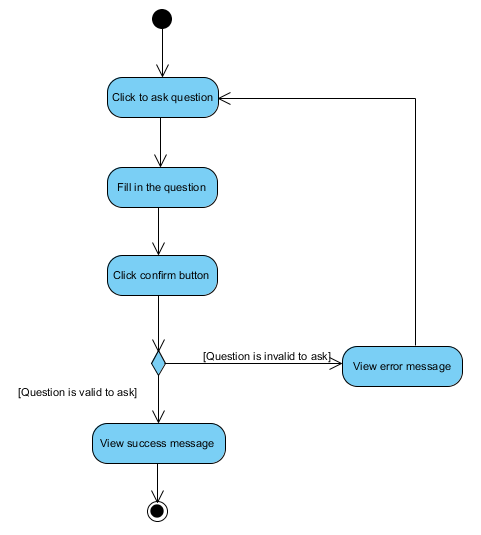 Click to ask question
Fill in the question
Click confirm button
[Question is invalid to ask]
View error message
[Question is valid to ask]
View success message